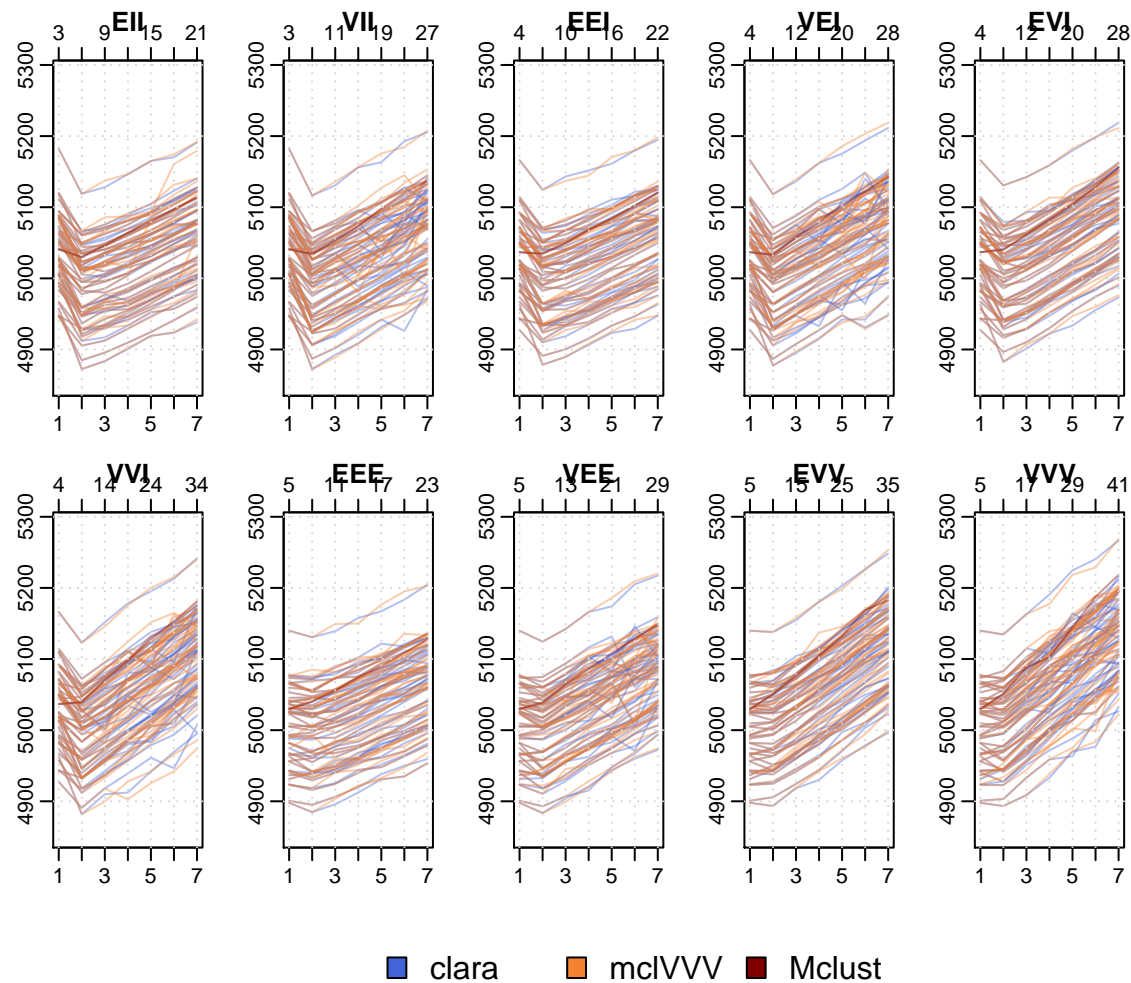 EII VII EEI VEI EVI
3 9 15 21 3 11 19 27 4 10 16 22 4 12 20 28 4 12 20 28
5300 5300 5300 5300 5300
5200 5200 5200 5200 5200
5100 5100 5100 5100 5100
5000 5000 5000 5000 5000
4900 4900 4900 4900 4900
1 3 5 7 1 3 5 7 1 3 5 7 1 3 5 7 1 3 5 7
VVI EEE VEE EVV VVV
4 14 24 34 5 11 17 23 5 13 21 29 5 15 25 35 5 17 29 41
5300 5300 5300 5300 5300
5200 5200 5200 5200 5200
5100 5100 5100 5100 5100
5000 5000 5000 5000 5000
4900 4900 4900 4900 4900
1 3 5 7 1 3 5 7 1 3 5 7 1 3 5 7 1 3 5 7
clara mclVVV Mclust